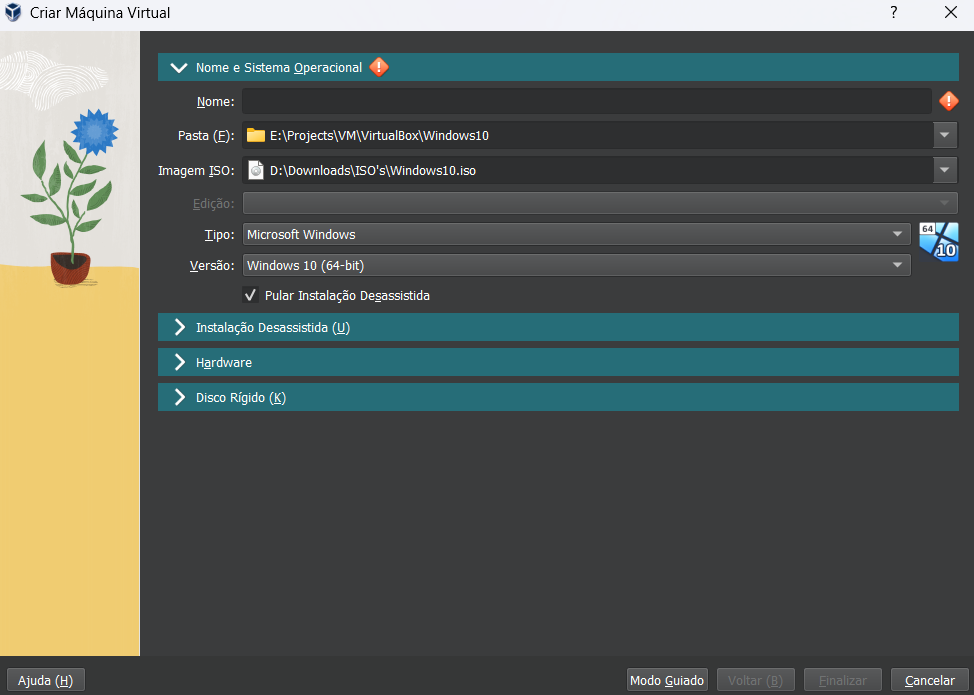 Criar Máquina Virtual
?
Nome e Sistema Operacional
Nome:
Pasta (F): E:\Projects\VM\VirtualBox\Windows10
Imagem ISO: D:\Downloads\ISO's\Windows10.iso
Edição:
Tipo: Microsoft Windows
64
10
Versão: Windows 10 (64-bit)
Pular Instalação Desassistida
Instalação Desassistida (U)
Hardware
Disco Rígido (K)
Ajuda (H) Modo Guiado Voltar (B) Finalizar Cancelar